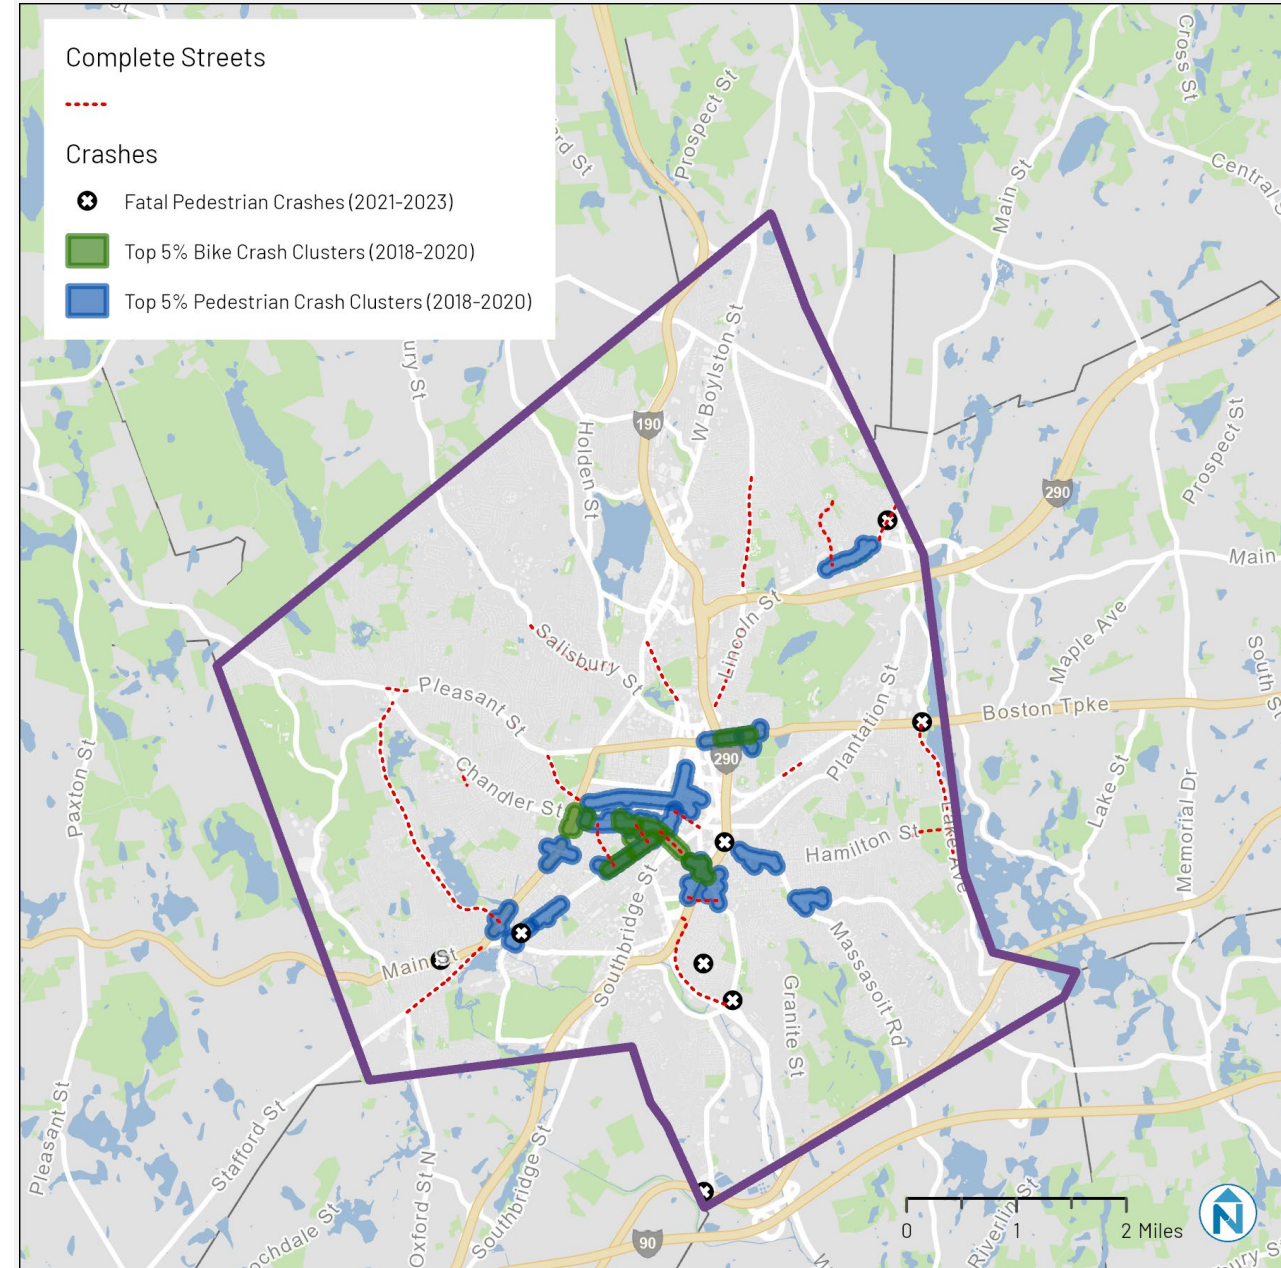 Complete Streets
Crashes
Fatal Pedestrian Crashes (2021-2023)
Top 5% Bike Crash Clusters (2018-2020)
Top 5% Pedestrian Crash Clusters (2018-2020)
Prospect St
Cross St
Main St
Central
W Boylston St
190
Holden St
290
Prospect St
Main
Lincoln St
Salisbury St
Maple Ave
South S
Pleasant St
Plantation St
Boston Tpke
Paxton St
290
Chandler St
Lake St
Memorial Dr
Hamilton St
Lake Ave
Southbridge St
Main St
Massasoit Rd
Granite St
Pleasant St
Stafford St
Oxford St N
Southbridge St
Riverlin St
0
1
2 Miles
N
90